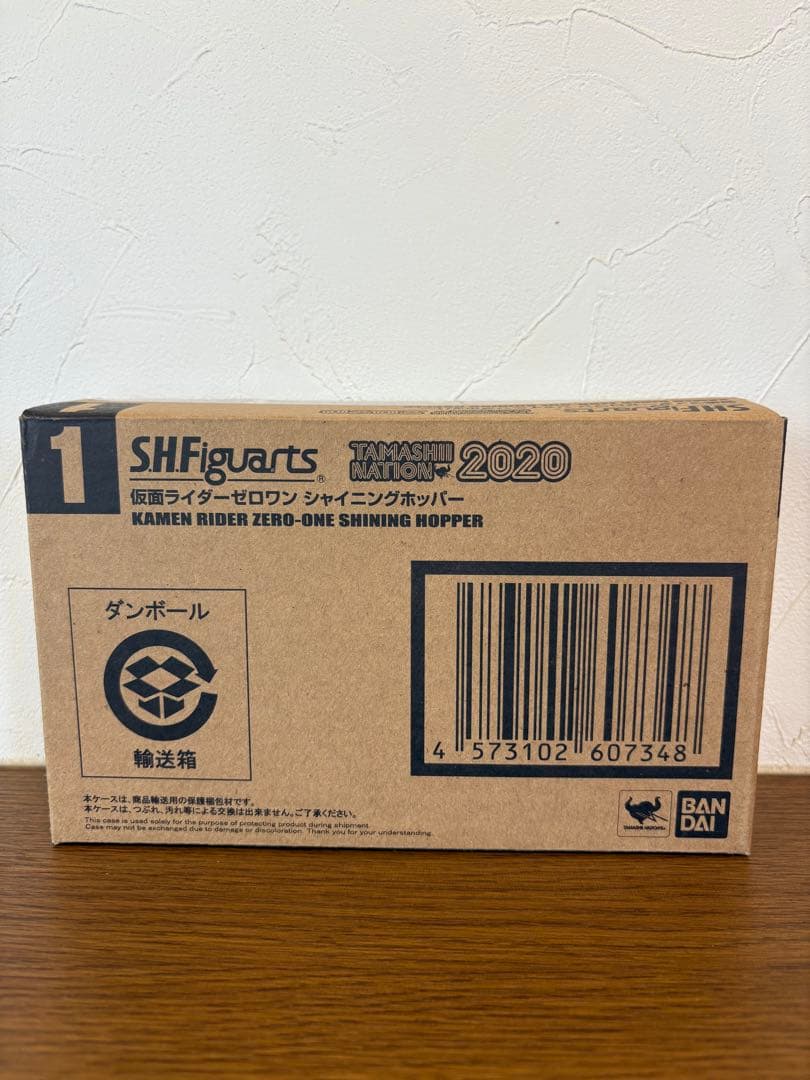 1
S.H.Figuarts®
TAMASHII NATION 2020
仮面ライダーゼロワン シャイニングホッパー
KAMEN RIDER ZERO-ONE SHINING HOPPER
ダンボール
輸送箱
4 573102 607348
本ケースは、商品輸送用の保護梱包材です。
本ケースは、つぶれ、汚れ等による交換は出来ません。ご了承ください。
This case is used solely for the purpose of protecting product during shipment.
Case may not be exchanged due to damage or discoloration. Thank you for your understanding.
TAMASHII NATIONS
BAN
DAI
S.H.Figuarts